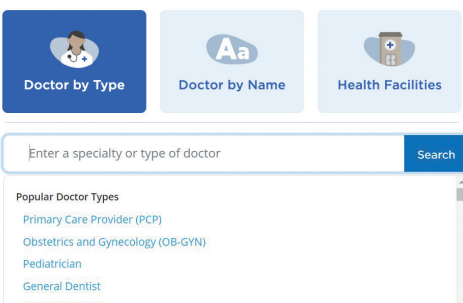 Aa
Doctor by Type
Doctor by Name
Health Facilities
Enter a specialty or type of doctor
Search
Popular Doctor Types
Primary Care Provider (PCP)
Obstetrics and Gynecology (OB-GYN)
Pediatrician
General Dentist